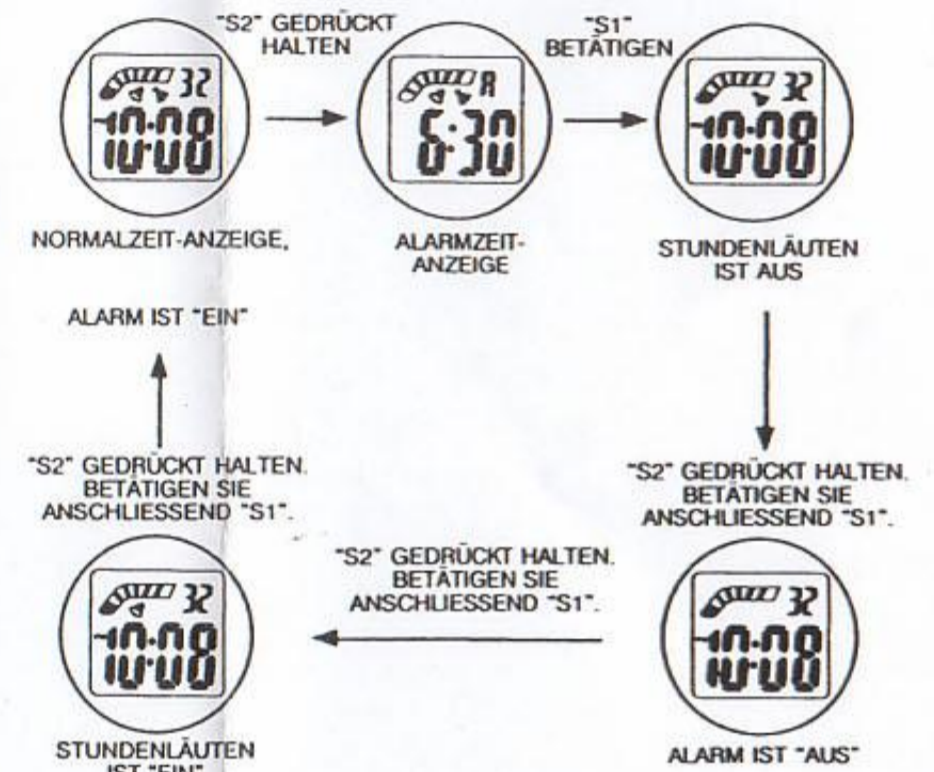 "S2" GEDRÜCKT
HALTEN
"S1"
BETÄTIGEN
32
10:08
A
6:30
32
10:08
NORMALZEIT-ANZEIGE,
ALARMZEIT-
ANZEIGE
STUNDENLÄUTEN
IST AUS
ALARM IST "EIN"
"S2" GEDRÜCKT HALTEN.
BETÄTIGEN SIE
ANSCHLIESSEND "S1".
"S2" GEDRÜCKT HALTEN.
BETÄTIGEN SIE
ANSCHLIESSEND "S1".
"S2" GEDRÜCKT HALTEN.
BETÄTIGEN SIE
ANSCHLIESSEND "S1".
32
10:08
32
10:08
STUNDENLÄUTEN
IST "EIN"
ALARM IST "AUS"